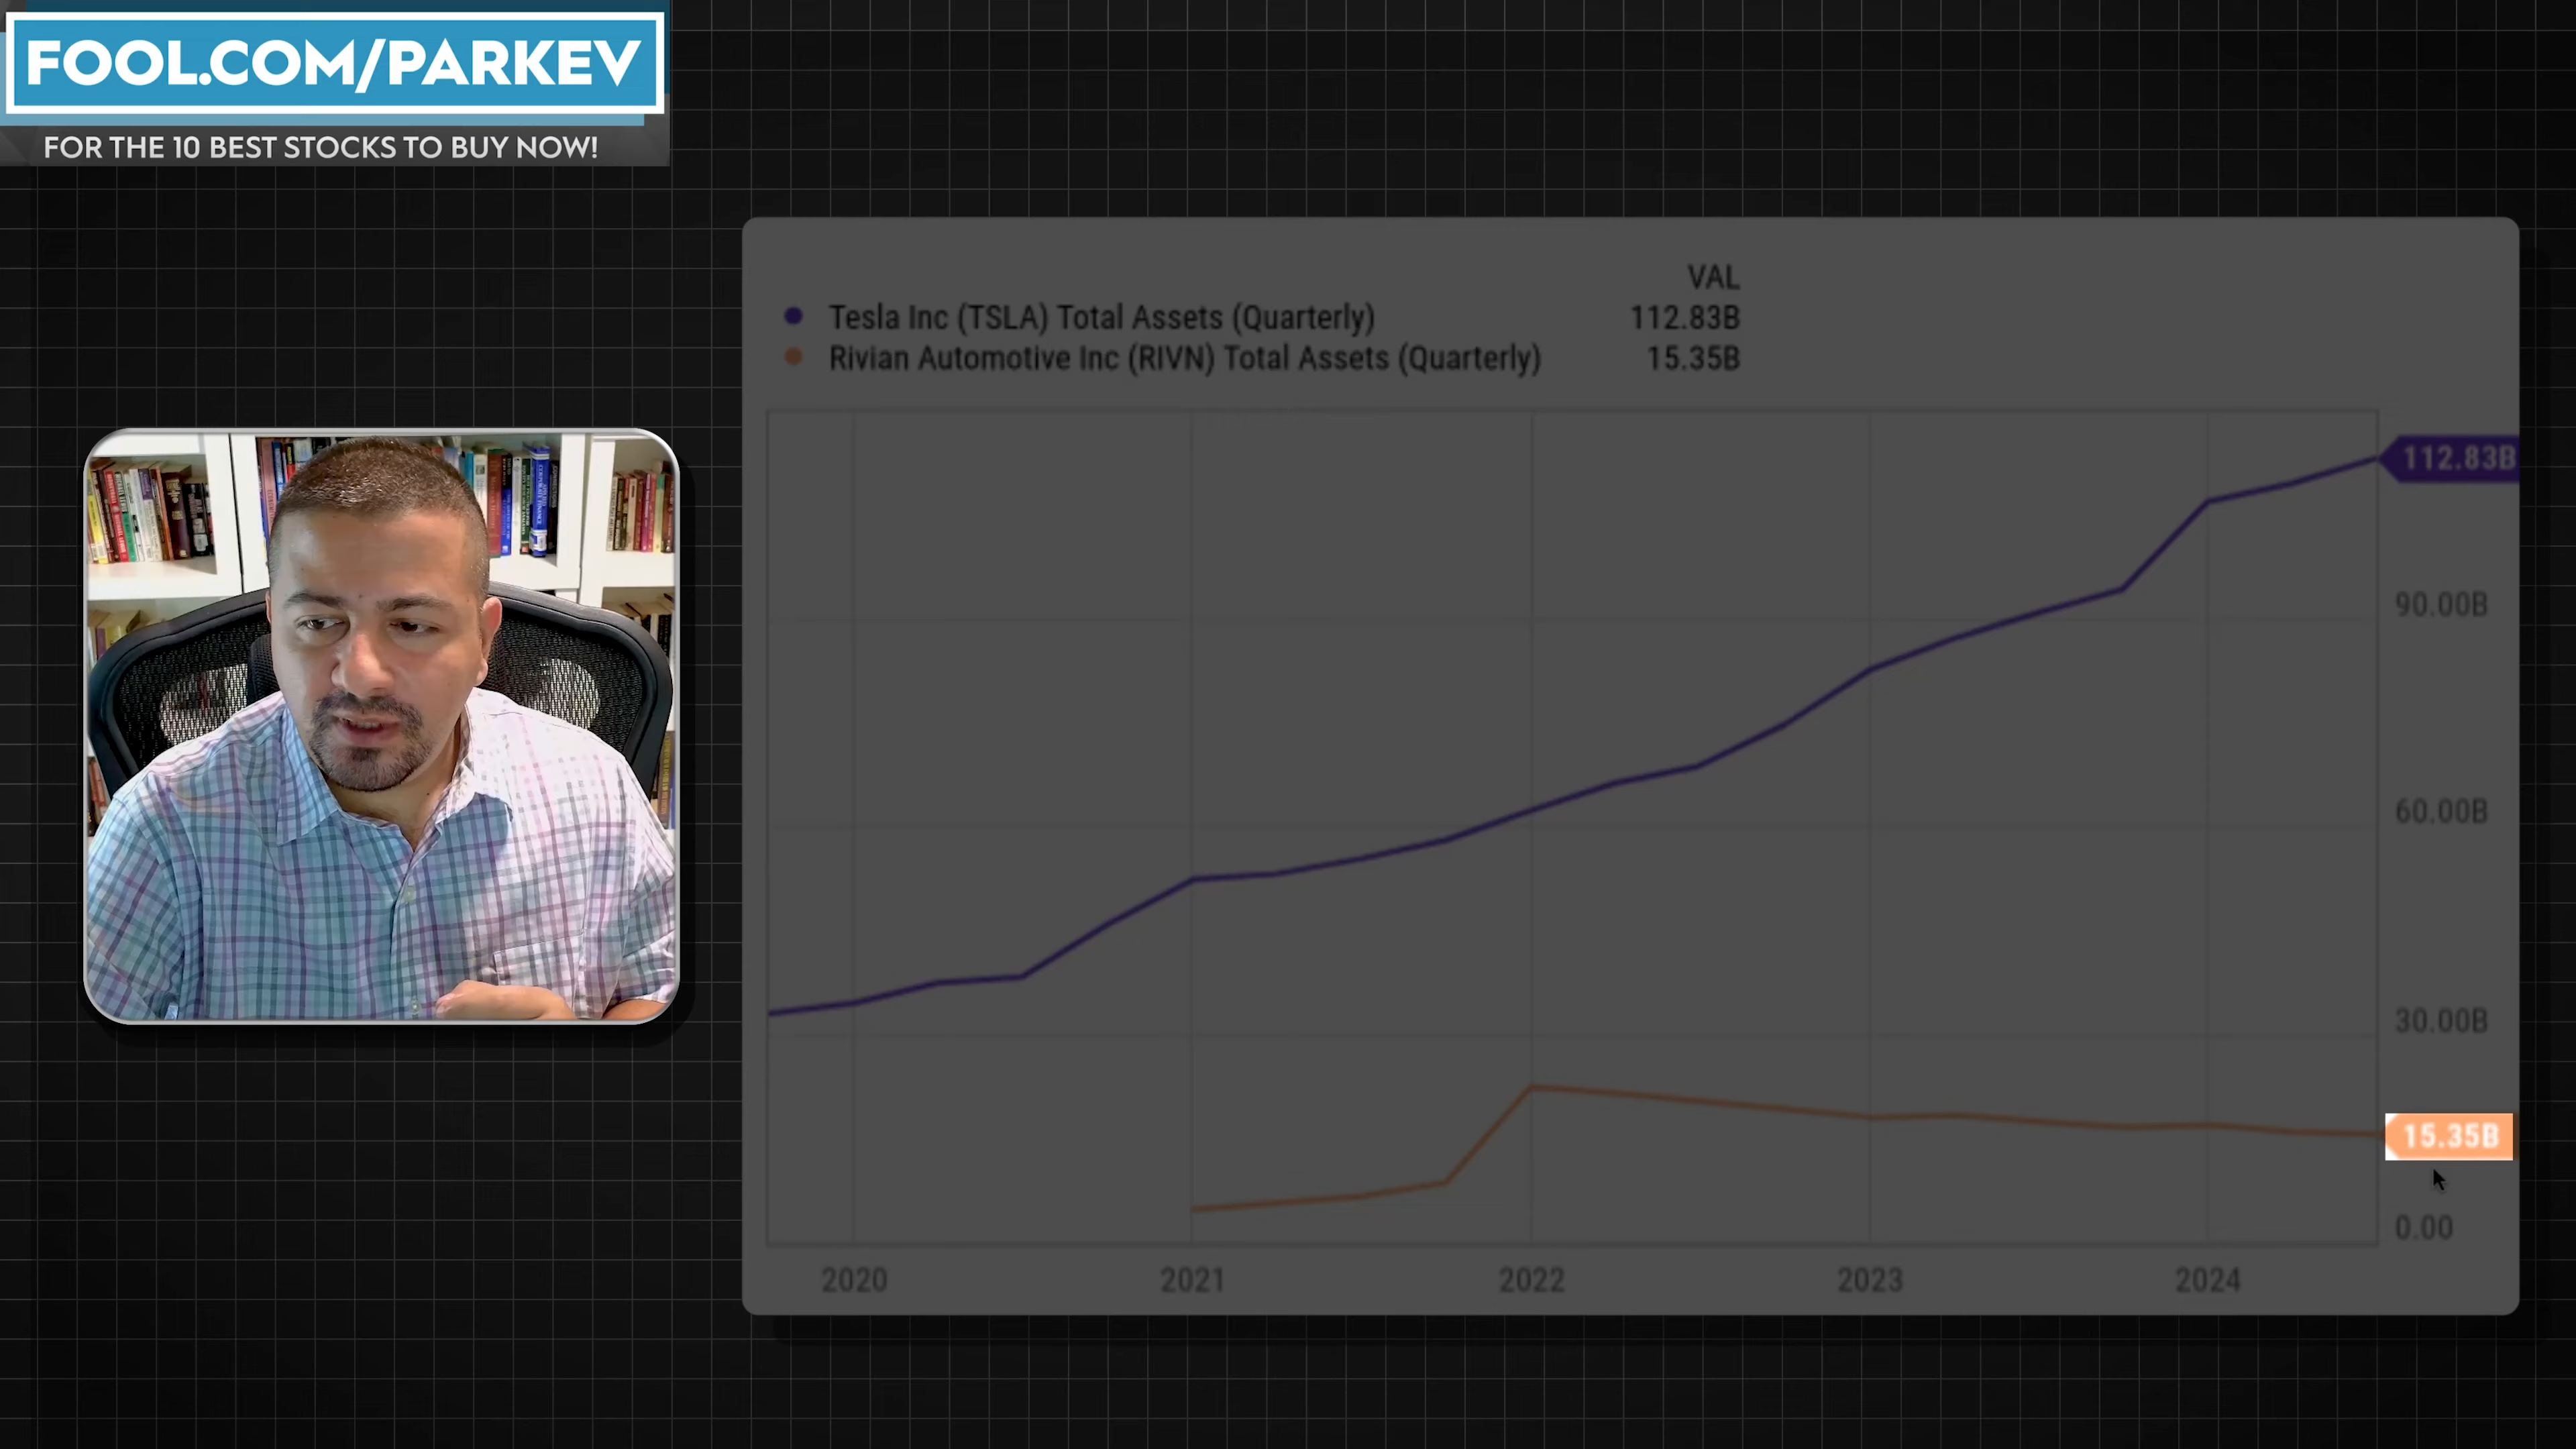 FOOL.COM/PARKEV
FOR THE 10 BEST STOCKS TO BUY NOW!
VAL
Tesla Inc (TSLA) Total Assets (Quarterly) 112.83B
Rivian Automotive Inc (RIVN) Total Assets (Quarterly) 15.35B
112.83B
90.00B
60.00B
30.00B
15.35B
0.00
2020 2021 2022 2023 2024